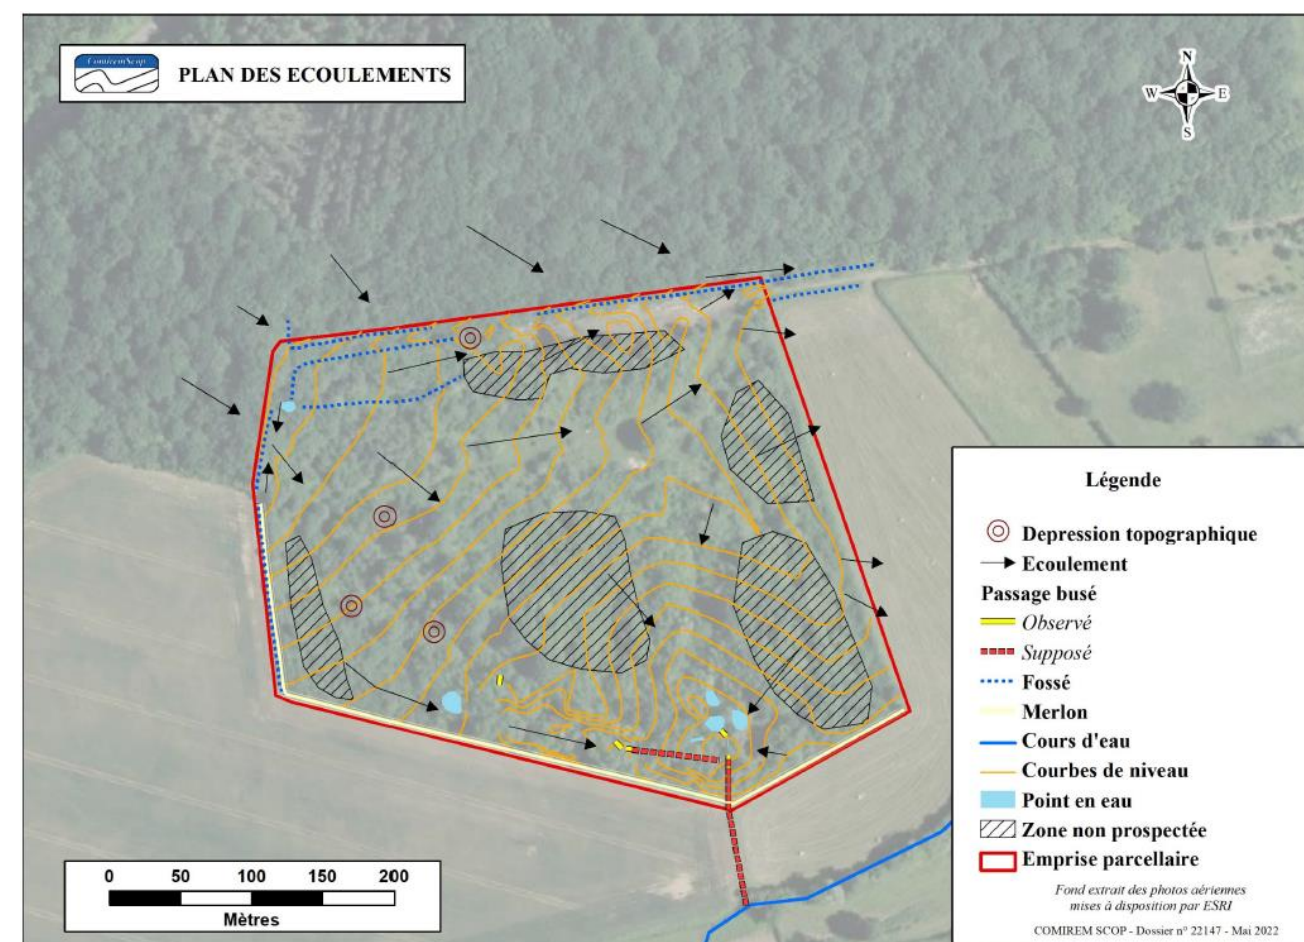 ComiremScop
PLAN DES ECOULEMENTS
N
W E
S
Légende
Depression topographique
Ecoulement
Passage busé
Observé
Supposé
Fossé
Merlon
Cours d'eau
Courbes de niveau
Point en eau
Zone non prospectée
Emprise parcellaire
Fond extrait des photos aériennes
mises à disposition par ESRI
COMIREM SCOP - Dossier n° 22147 - Mai 2022
0 50 100 150 200
Mètres